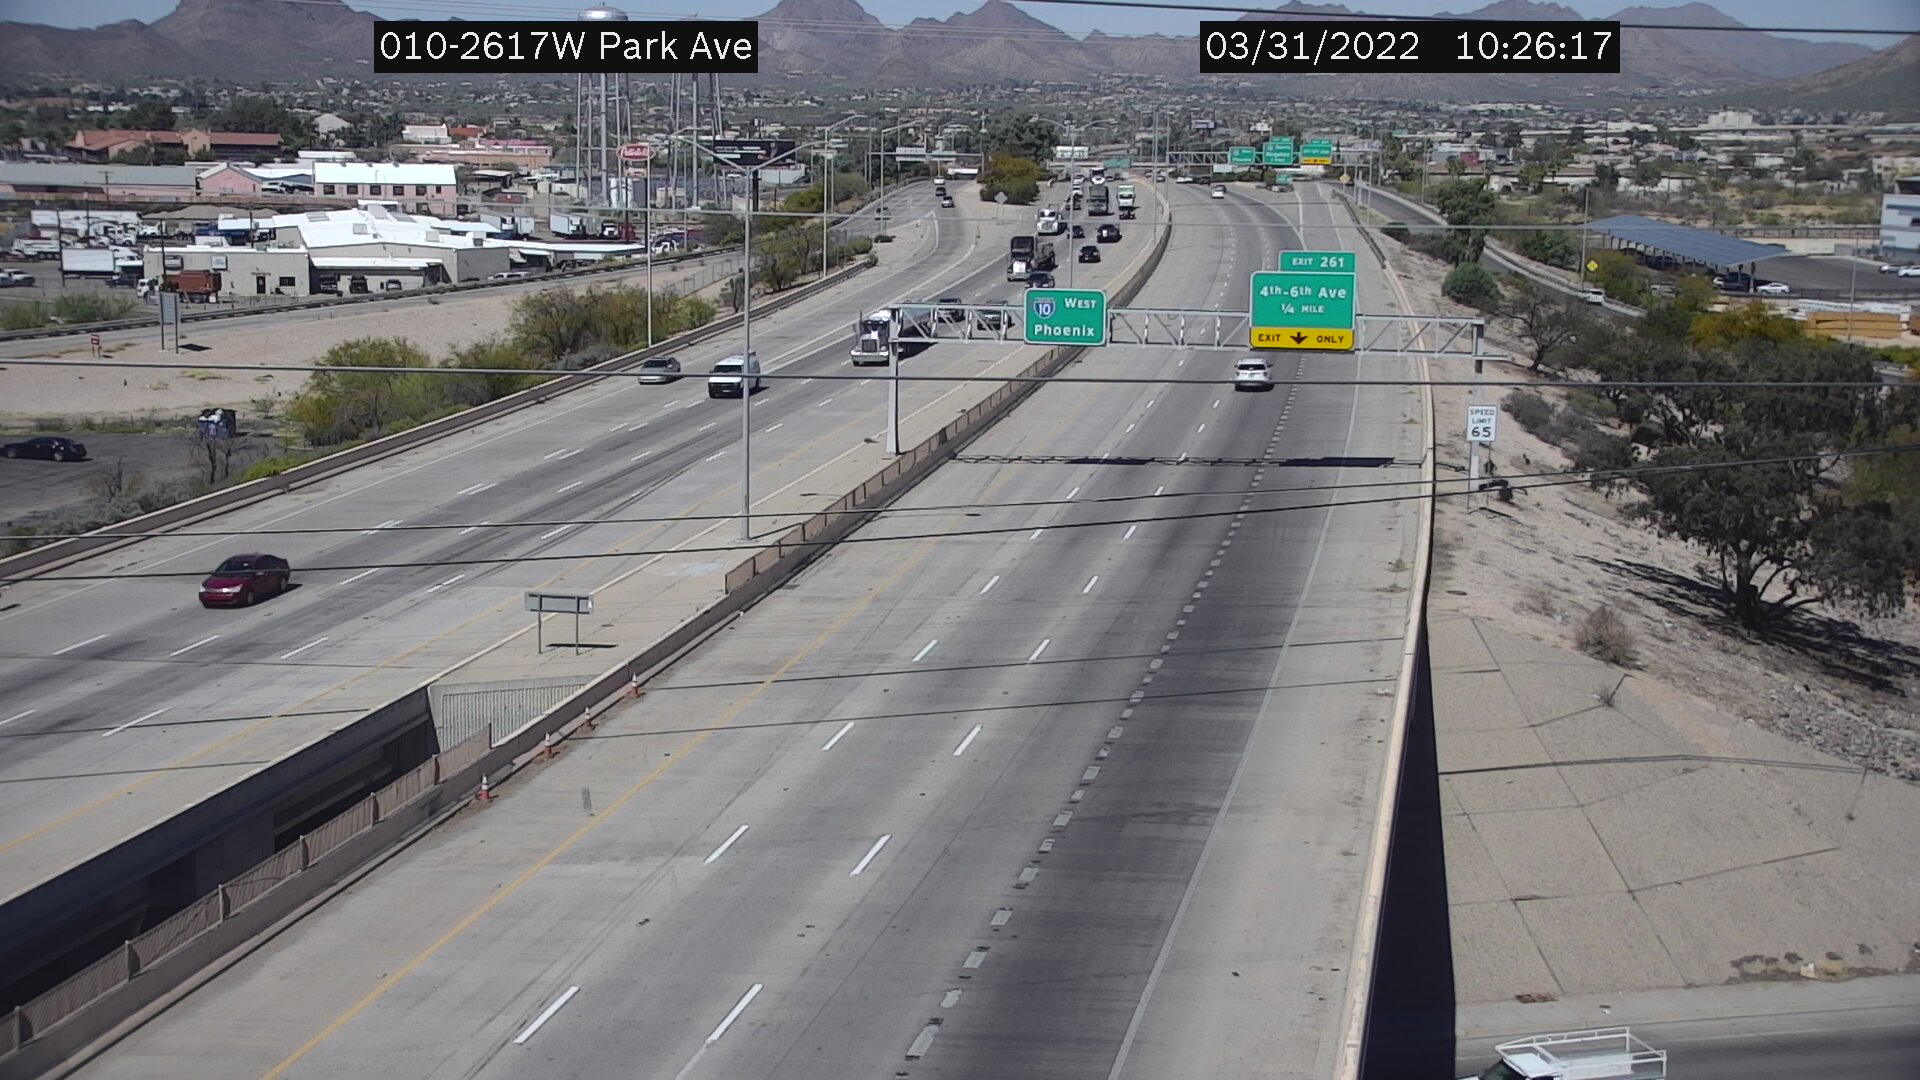 010-2617W Park Ave
03/31/2022 10:26:17
EXIT 261
4th-6th Ave
1/4 MILE
EXIT ONLY
10 WEST
Phoenix
SPEED
LIMIT
65